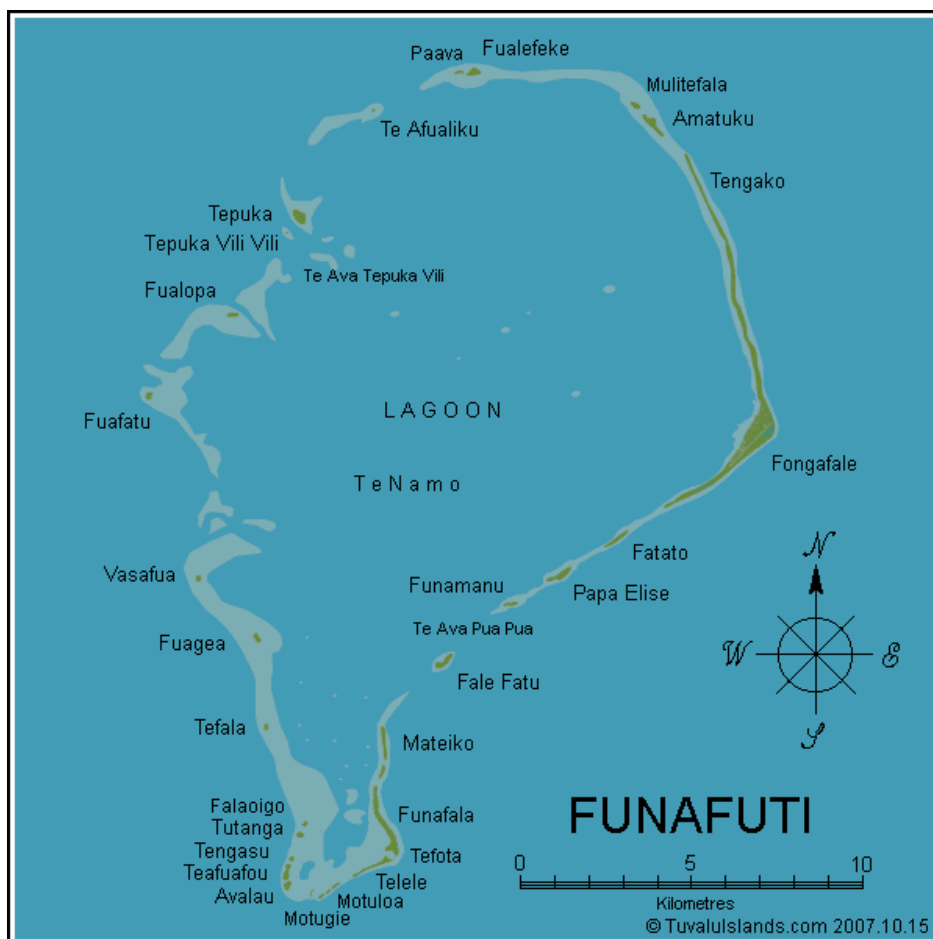 Paava
Fualefeke
Mulitefala
Amatuku
Te Afualiku
Tengako
Tepuka
Tepuka Vili Vili
Te Ava Tepuka Vili
Fualopa
LAGOON
Fuafatu
Fongafale
TeNamo
Fatato
N
Vasafua
Funamanu
Papa Elise
Te Ava Pua Pua
Fuagea
W
E
Fale Fatu
Tefala
Mateiko
S
Falaoigo
Tutanga
Funafala
FUNAFUTI
Tengasu
Tefota
Teafuafou
Telele
0 5 10
Avalau
Motuloa
Kilometres
Motugie
© TuvaluIslands.com 2007.10.15